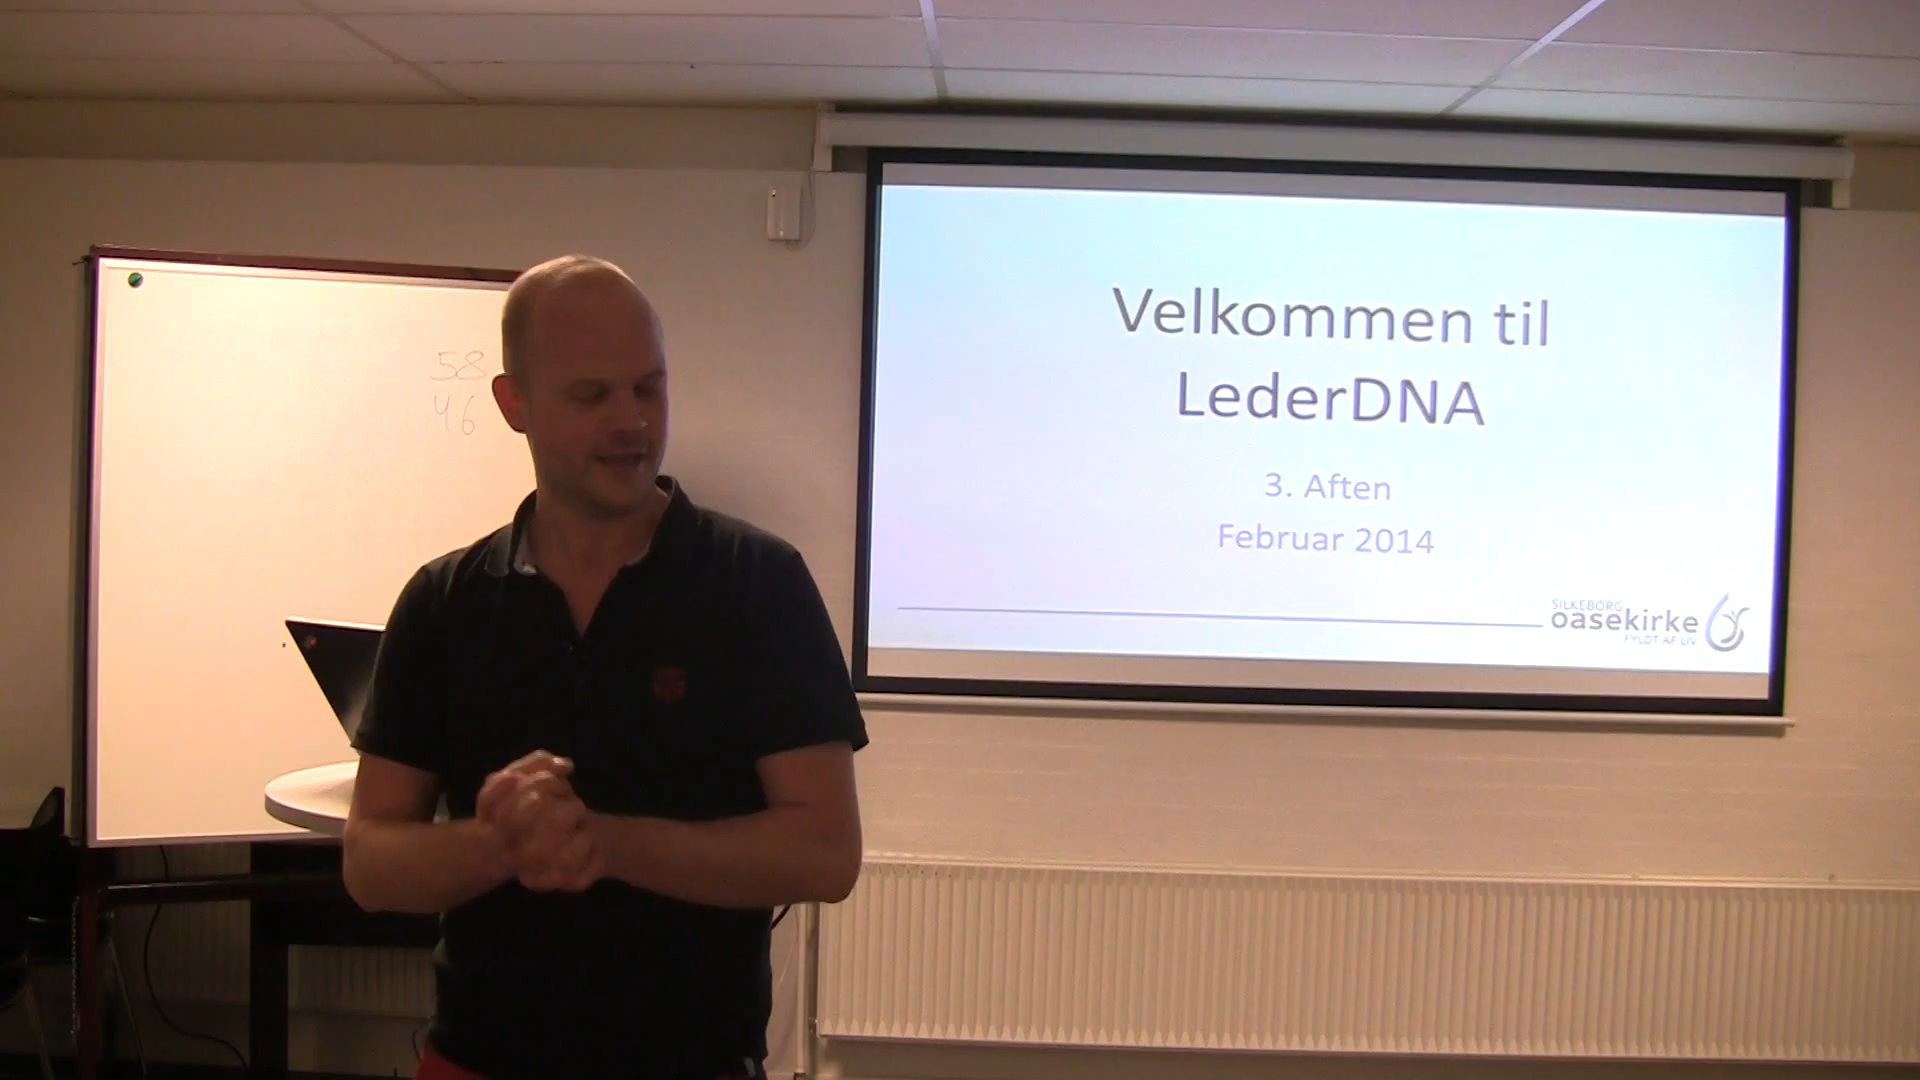 58
46
Velkommen til
LederDNA
3. Aften
Februar 2014
SILKEBORG
oasekirke
FYLDT AF LIV